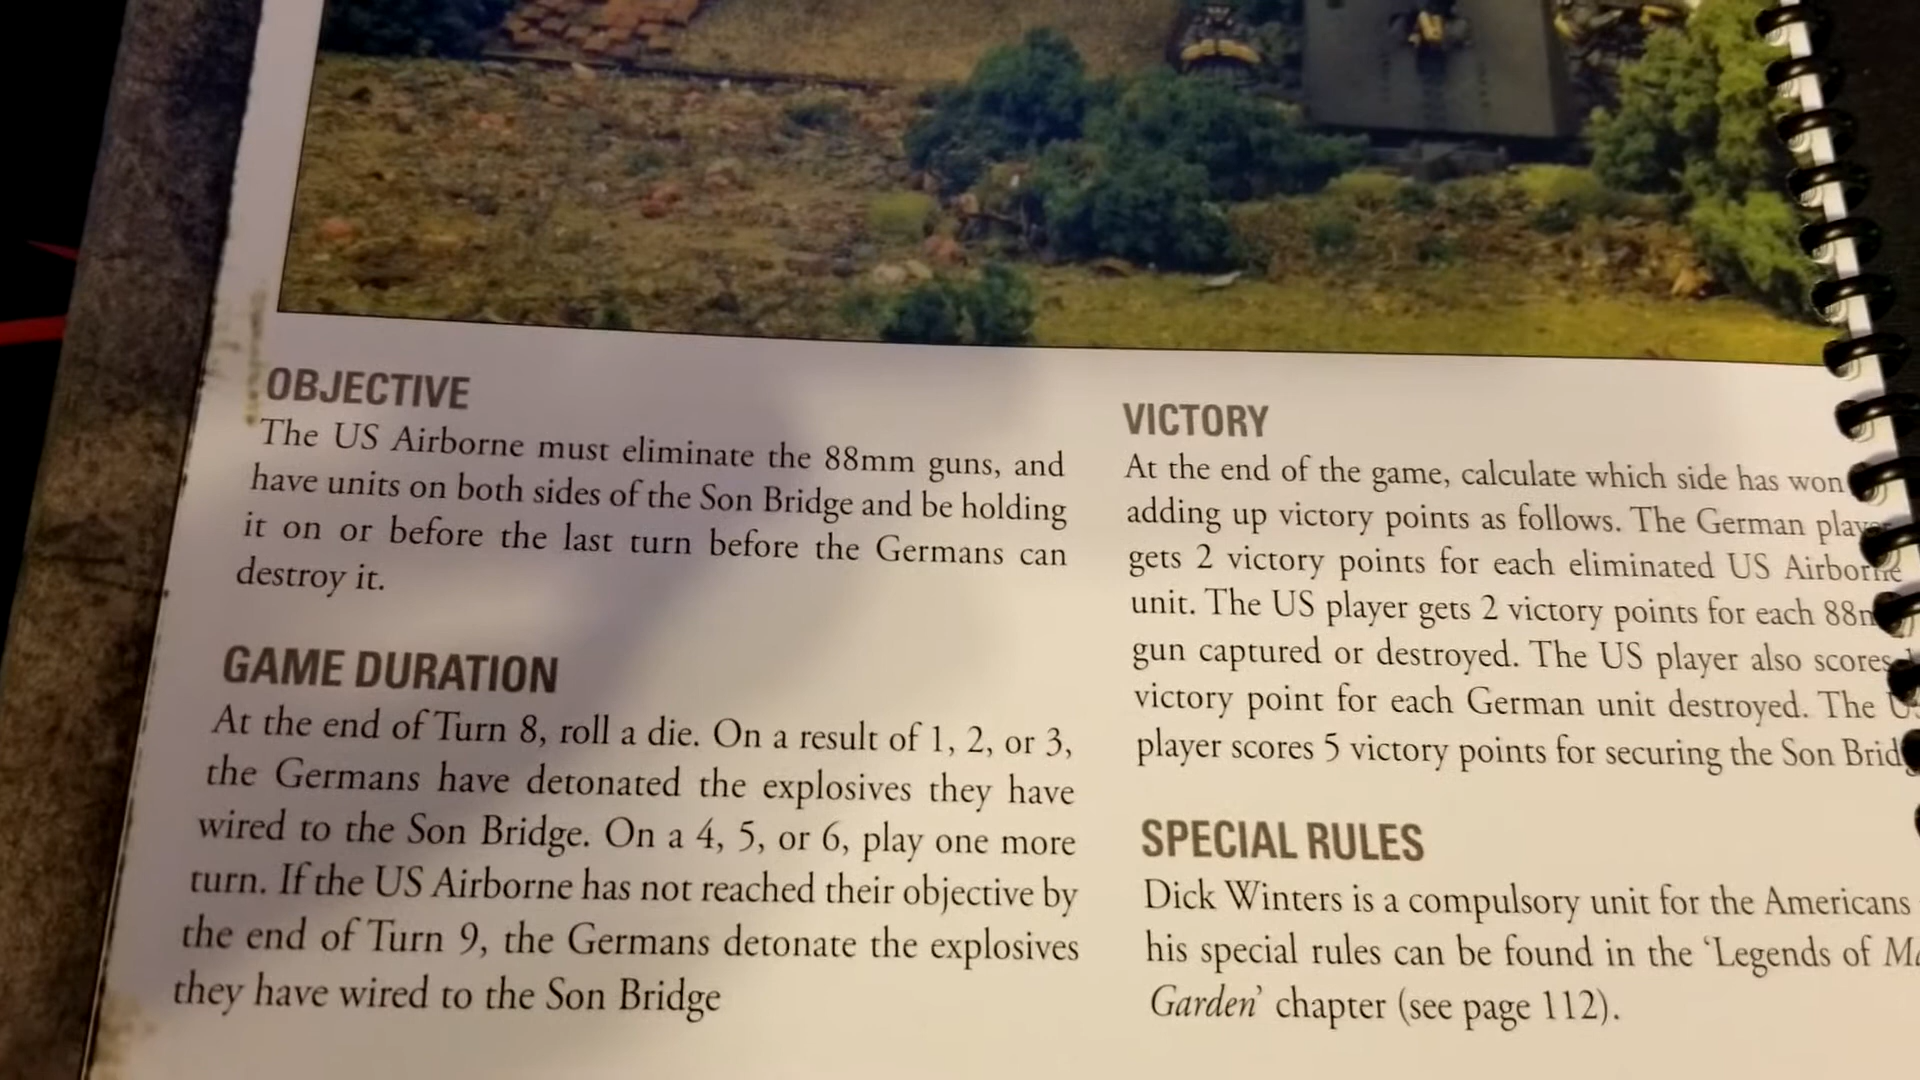 OBJECTIVE
The US Airborne must eliminate the 88mm guns, and
have units on both sides of the Son Bridge and be holding
it on or before the last turn before the Germans can
destroy it.
GAME DURATION
At the end of Turn 8, roll a die. On a result of 1, 2, or 3,
the Germans have detonated the explosives they have
wired to the Son Bridge. On a 4, 5, or 6, play one more
turn. If the US Airborne has not reached their objective by
the end of Turn 9, the Germans detonate the explosives
they have wired to the Son Bridge
VICTORY
At the end of the game, calculate which side has won
adding up victory points as follows. The German
gets 2 victory points for each eliminated US Airborne
unit. The US player gets 2 victory points for each
gun captured or destroyed. The US player also scores
victory point for each German unit destroyed. The
player scores 5 victory points for securing the Son
SPECIAL RULES
Dick Winters is a compulsory unit for the Americans
his special rules can be found in the ‘Legends of
Garden’ chapter (see page 112).